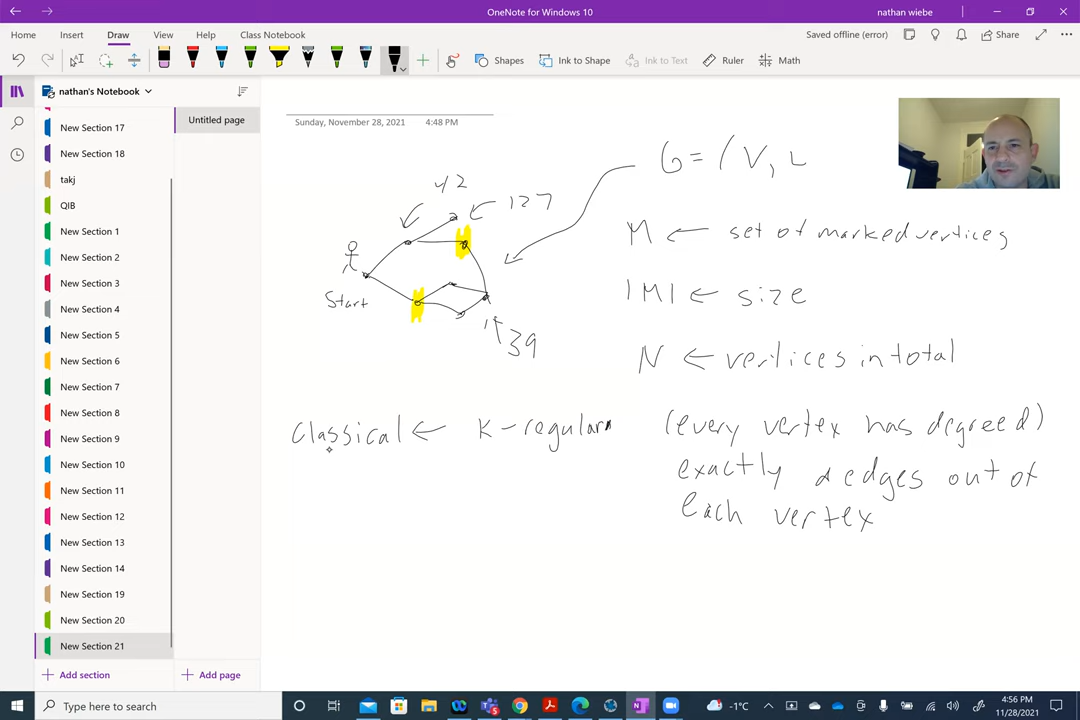 OneNote for Windows 10
nathan wiebe
Home Insert Draw View Help Class Notebook
Saved offline (error)
Share
Shapes
Ink to Shape
Ink to Text
Ruler
Math
nathan's Notebook
Untitled page
New Section 17
New Section 18
takj
QIB
New Section 1
New Section 2
New Section 3
New Section 4
New Section 5
New Section 6
New Section 7
New Section 8
New Section 9
New Section 10
New Section 11
New Section 12
New Section 13
New Section 14
New Section 19
New Section 20
New Section 21
Add section
Add page
Sunday, November 28, 2021 4:48 PM
42
127
Start
39
G = ( V,
M ← set of marked vertices
|M| ← size
N ← vertices in total
classical ← K-regular
(every vertex has degree d)
exactly d edges out of
each vertex
Type here to search
-1°C
4:56 PM
11/28/2021